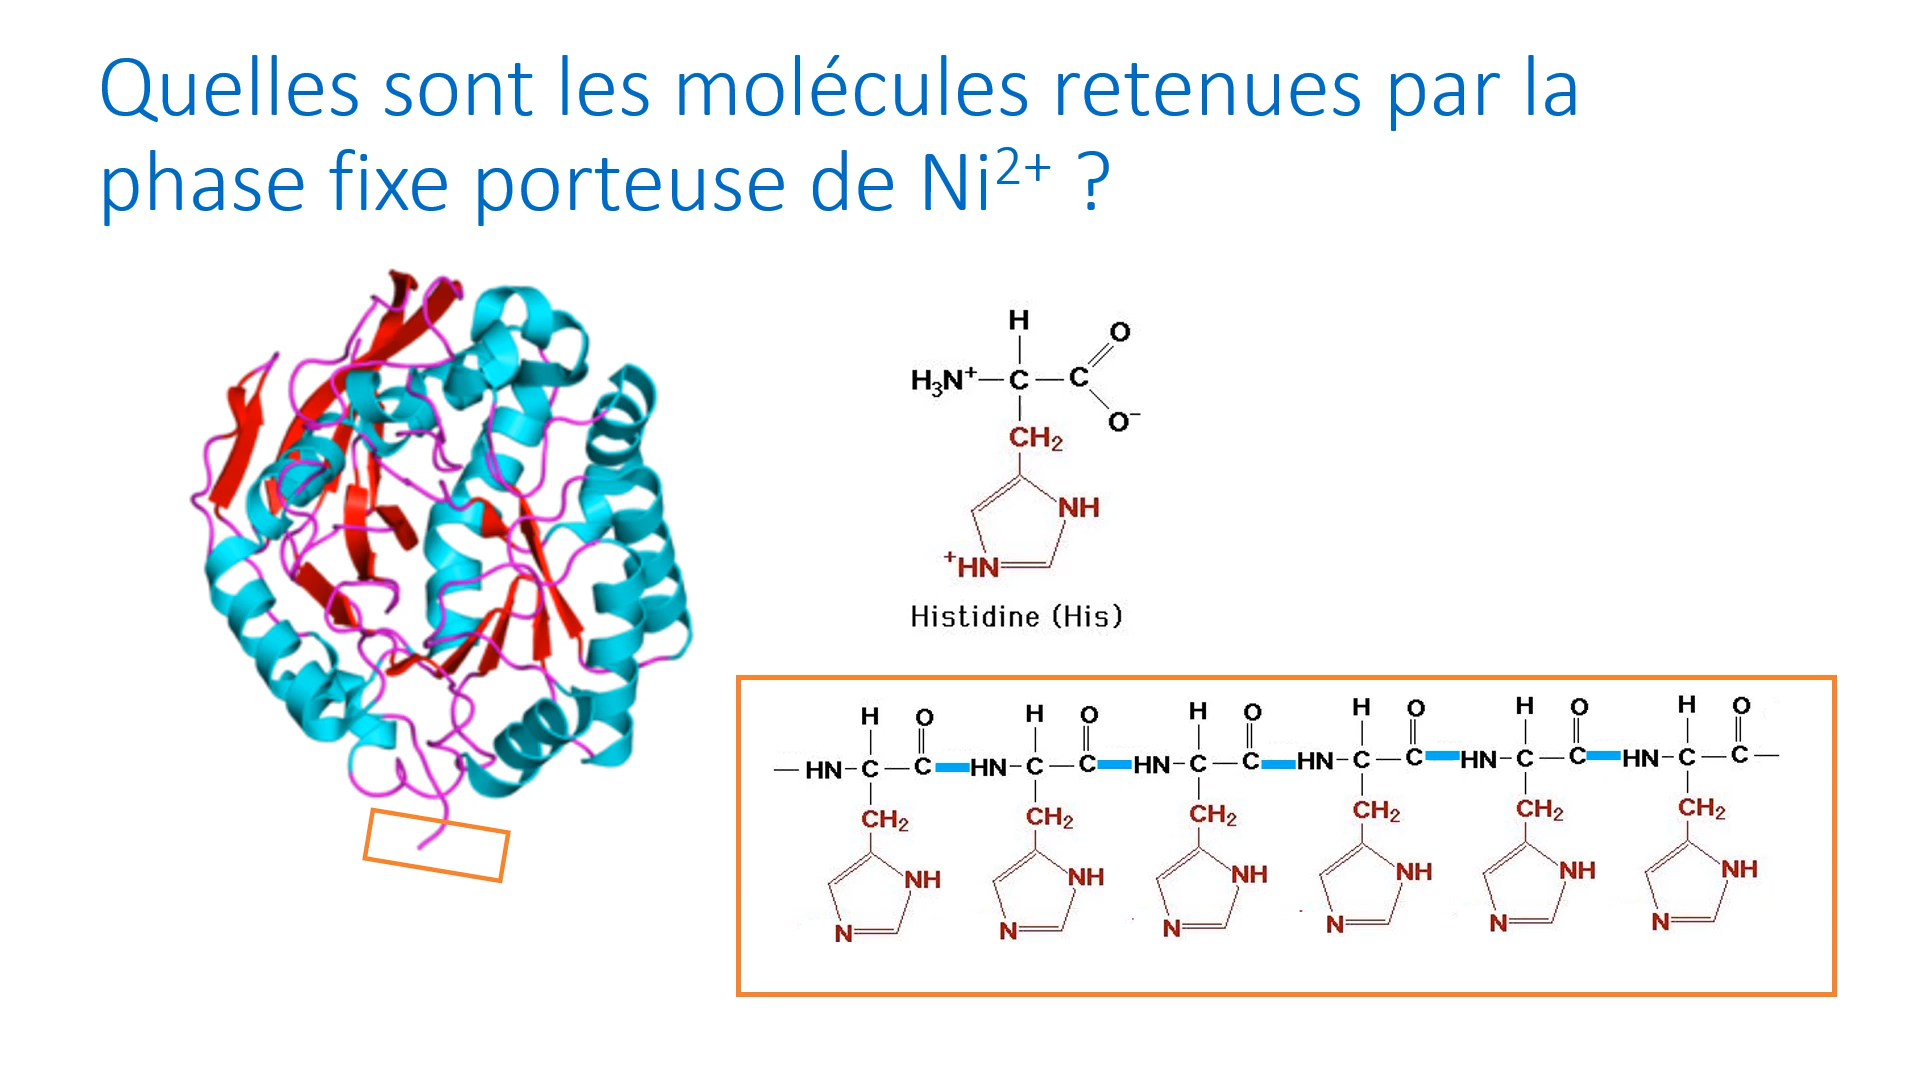 Quelles sont les molécules retenues par la
phase fixe porteuse de Ni²⁺ ?
H O
H₃N⁺ C C
O⁻
CH₂
NH
⁺HN
Histidine (His)
H O H O H O H O H O H O
HN C C HN C C HN C C HN C C HN C C HN C C
CH₂ CH₂ CH₂ CH₂ CH₂ CH₂
NH NH NH NH NH NH
N N N N N N